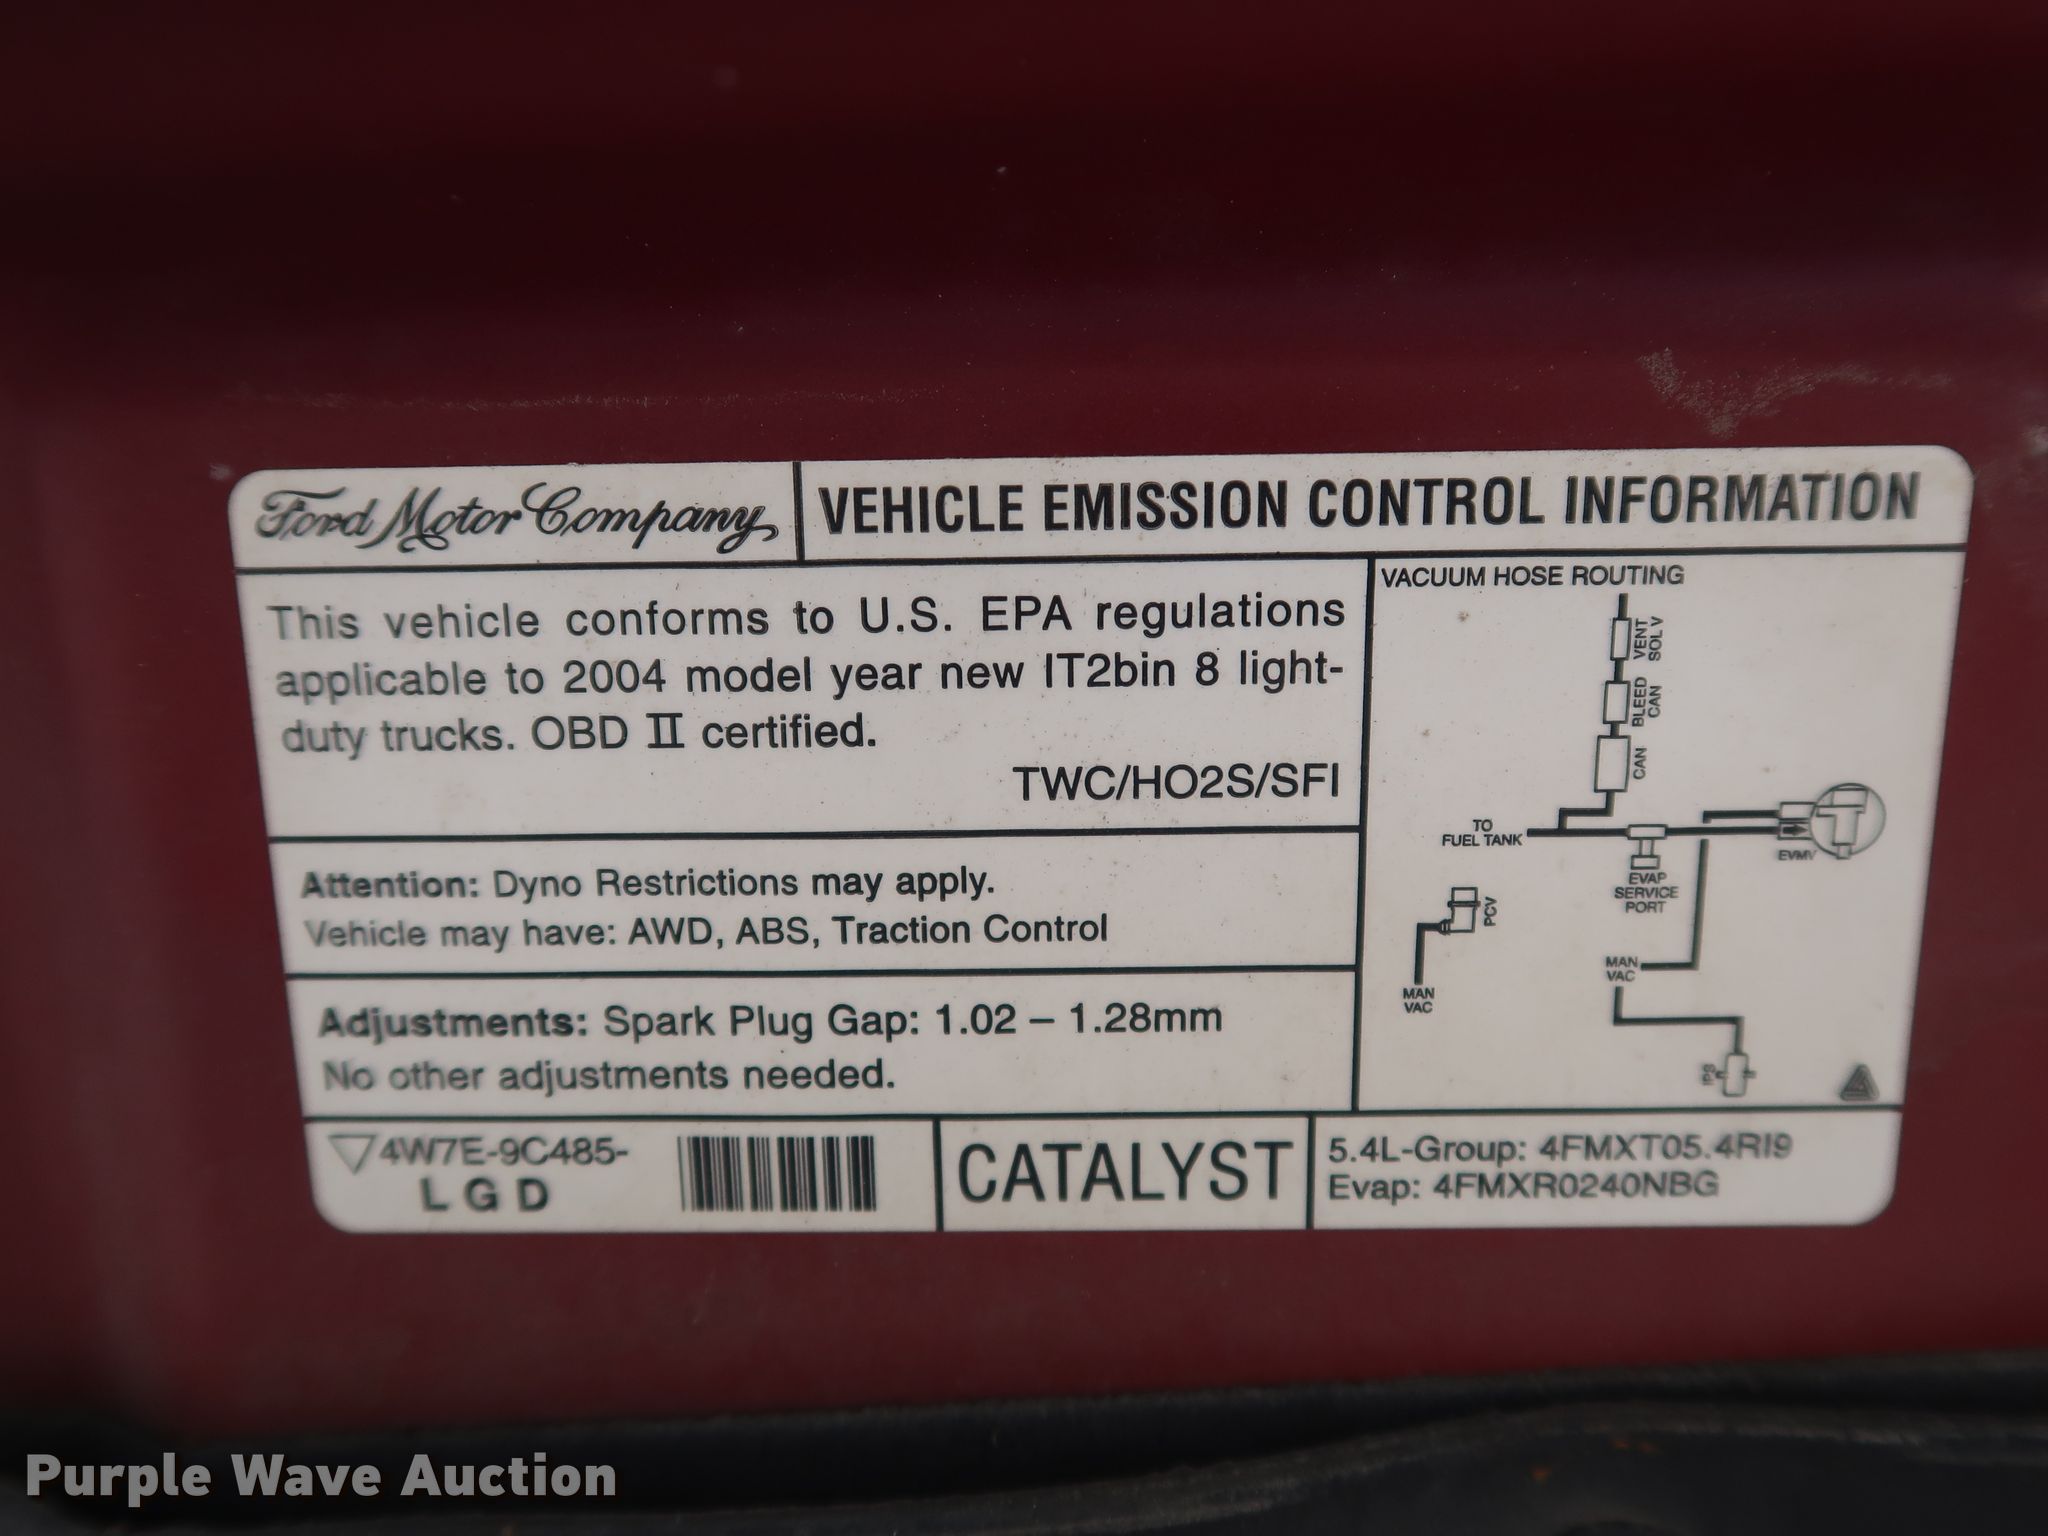 Ford Motor Company
VEHICLE EMISSION CONTROL INFORMATION
This vehicle conforms to U.S. EPA regulations
applicable to 2004 model year new IT2bin 8 light-
duty trucks. OBD II certified.
TWC/HO2S/SFI
Attention: Dyno Restrictions may apply.
Vehicle may have: AWD, ABS, Traction Control
Adjustments: Spark Plug Gap: 1.02 – 1.28mm
No other adjustments needed.
VACUUM HOSE ROUTING
VENT
SOL V
BLEED
CAN
CAN
TO
FUEL TANK
EVMV
EVAP
SERVICE
PORT
PCV
MAN
VAC
MAN
VAC
IPS
4W7E-9C485-
L G D
CATALYST
5.4L-Group: 4FMXT05.4RI9
Evap: 4FMXR0240NBG
Purple Wave Auction